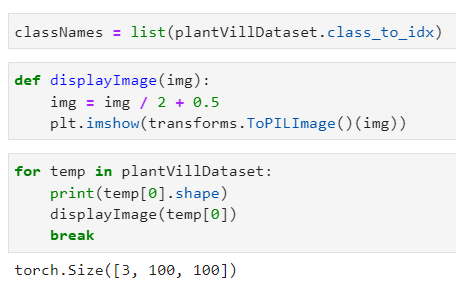 classNames = list(plantVillDataset.class_to_idx)
def displayImage(img):
    img = img / 2 + 0.5
    plt.imshow(transforms.ToPILImage()(img))
for temp in plantVillDataset:
    print(temp[0].shape)
    displayImage(temp[0])
    break
torch.Size([3, 100, 100])